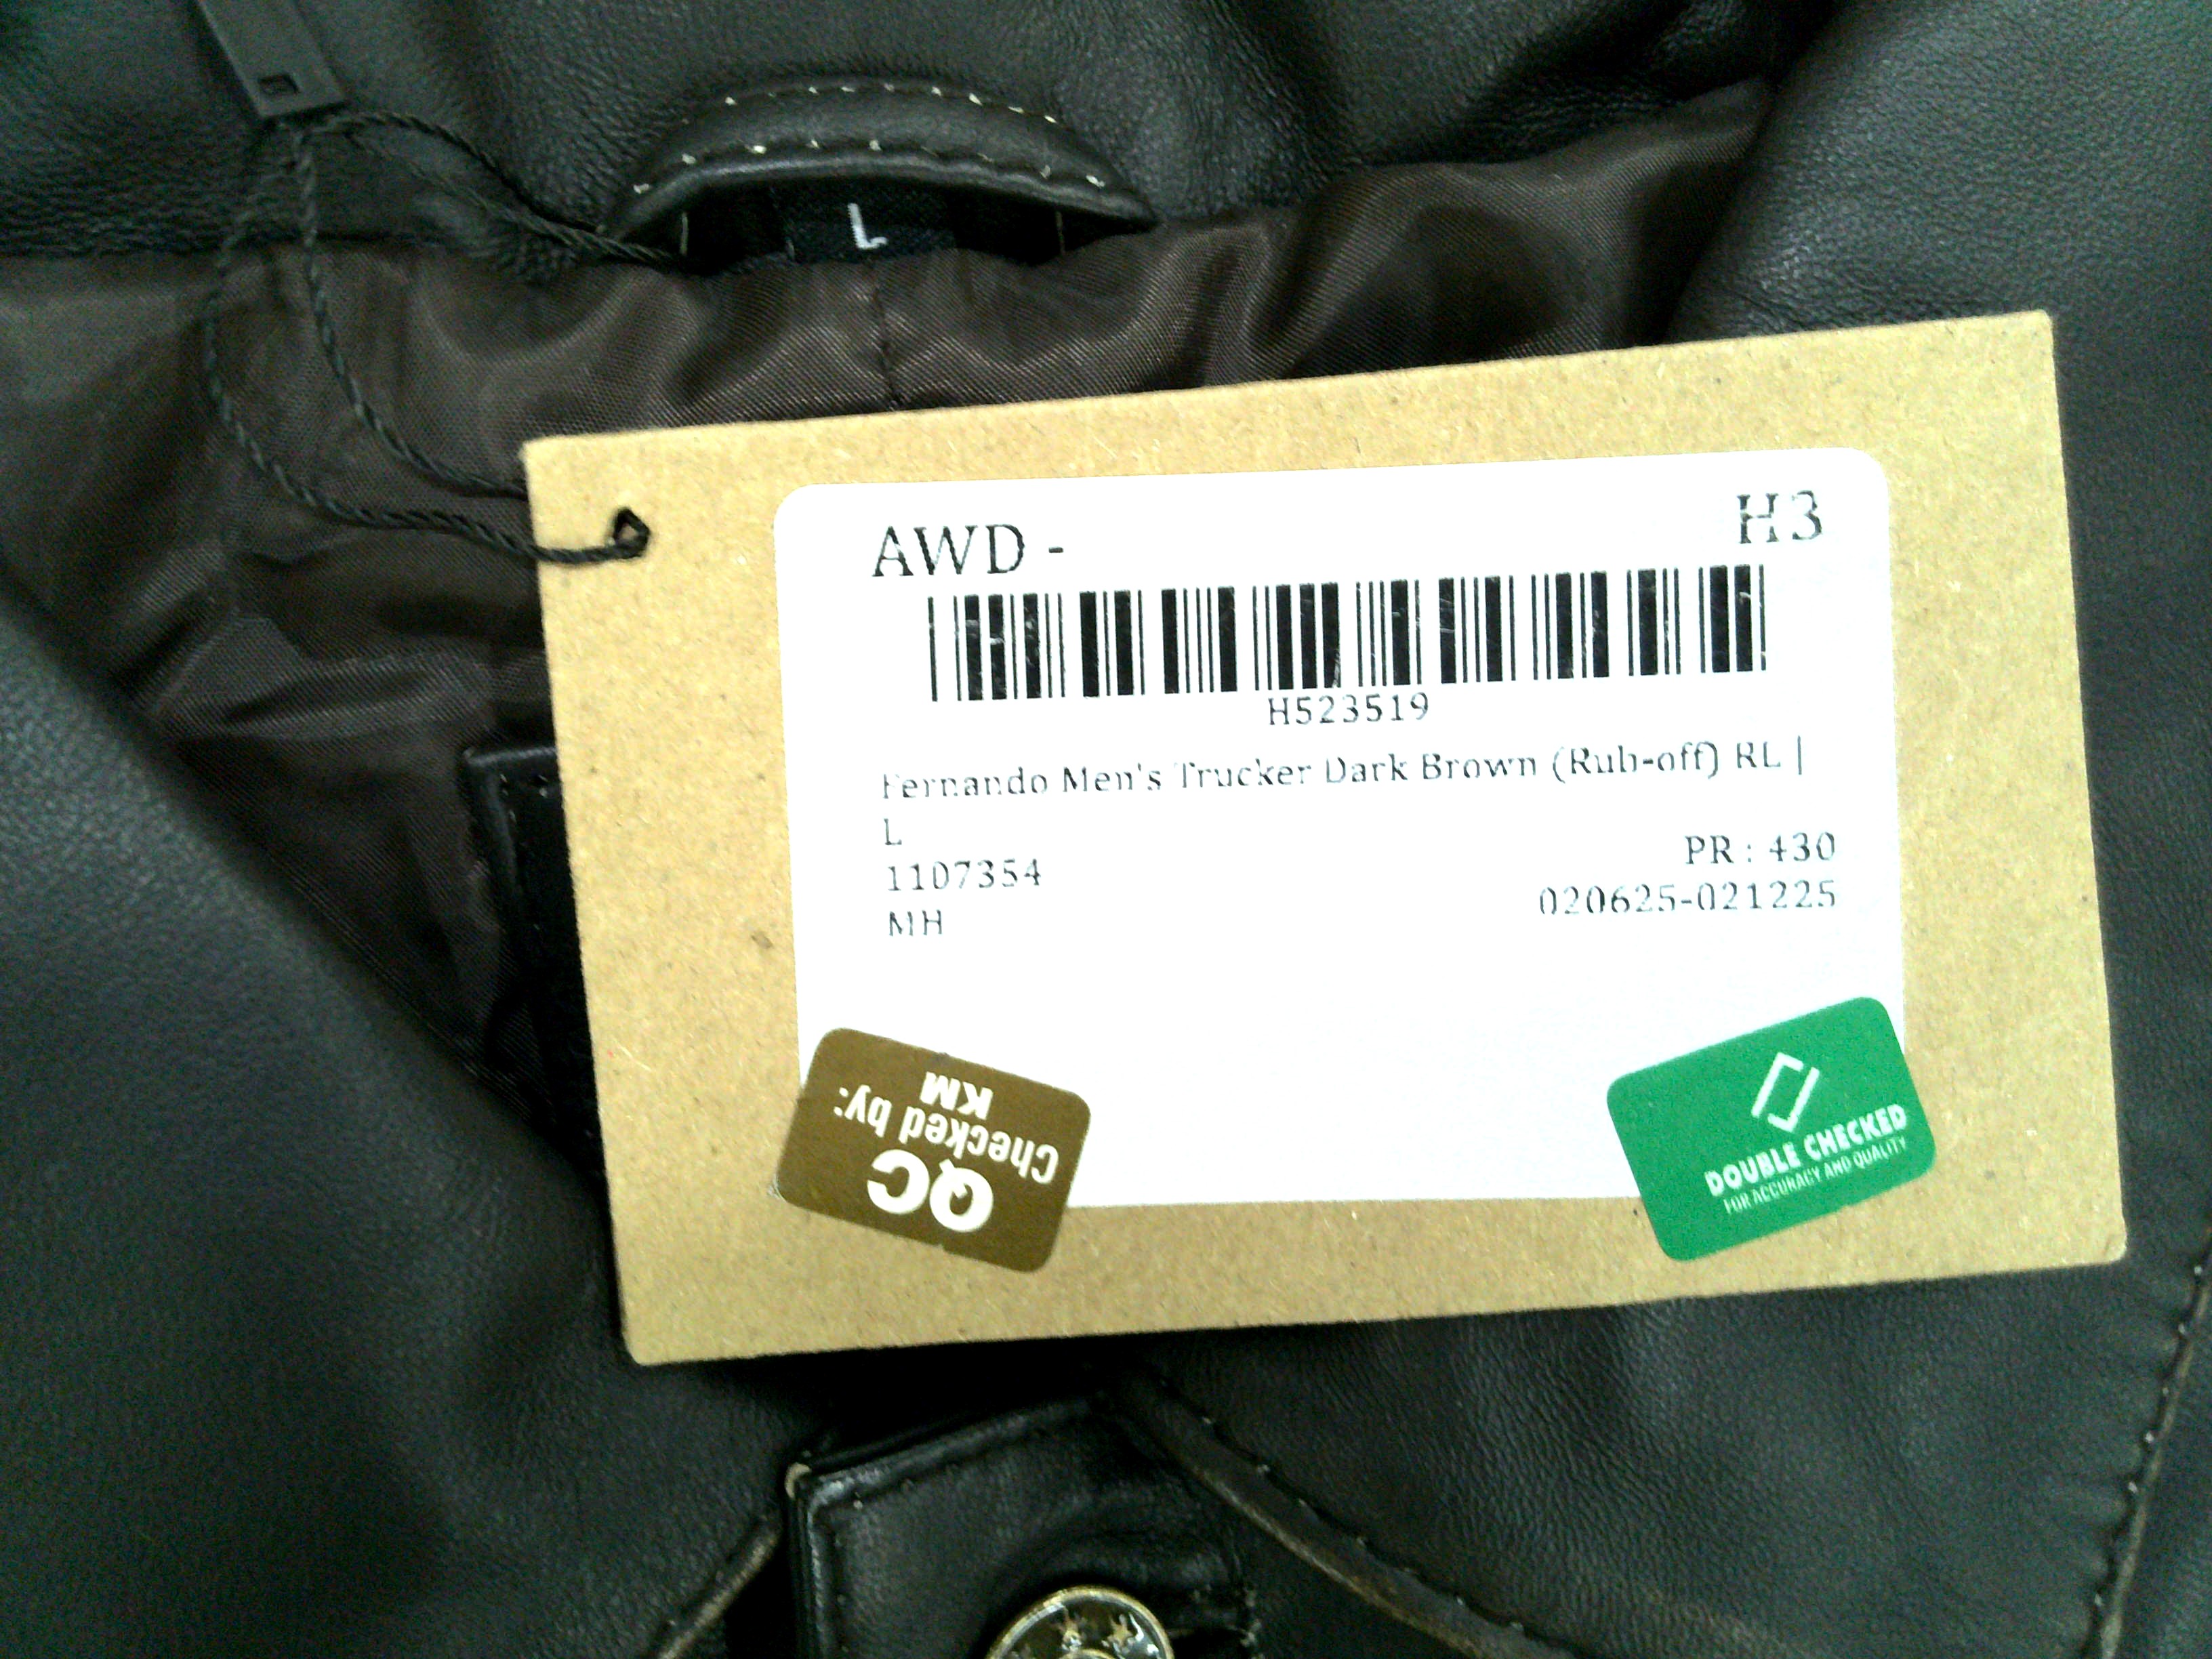 L
AWD - H3
H523519
Fernando Men's Trucker Dark Brown (Rub-off) RL |
L
1107354 PR : 430
MH 020625-021225
QC
Checked by:
KM
DOUBLE CHECKED
FOR ACCURACY AND QUALITY